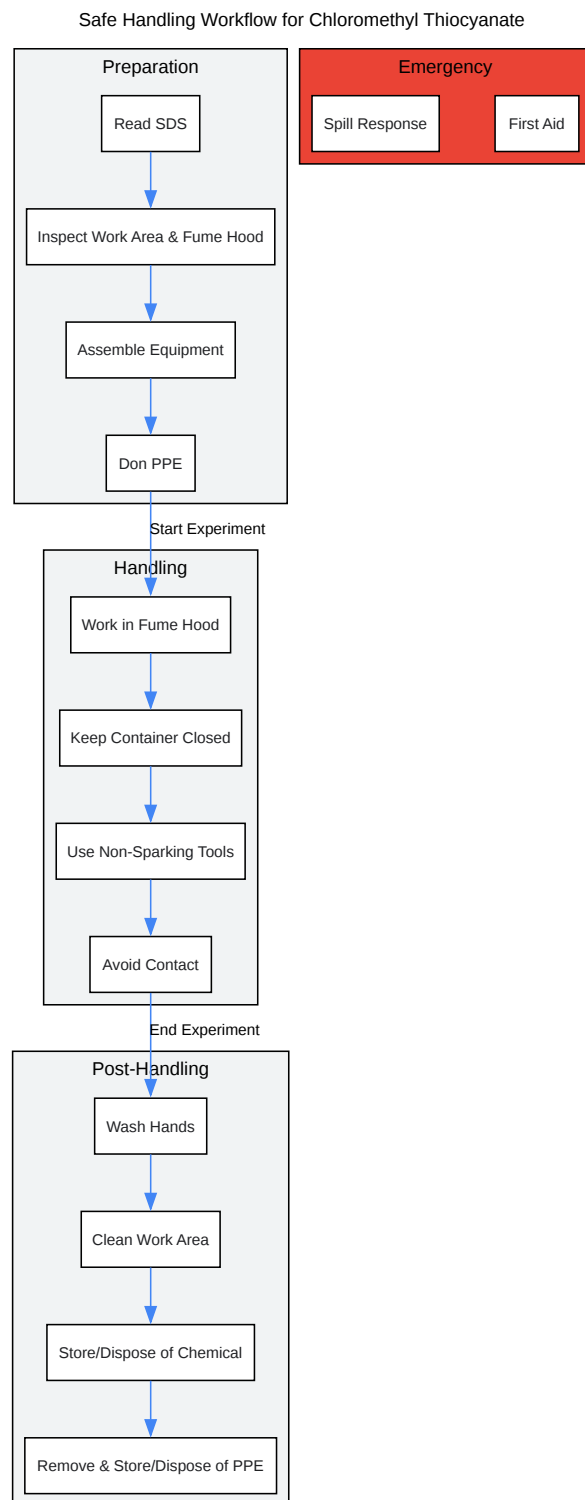 Safe Handling Workflow for Chloromethyl Thiocyanate
Preparation
Read SDS
Inspect Work Area & Fume Hood
Assemble Equipment
Don PPE
Emergency
Spill Response
First Aid
Start Experiment
Handling
Work in Fume Hood
Keep Container Closed
Use Non-Sparking Tools
Avoid Contact
End Experiment
Post-Handling
Wash Hands
Clean Work Area
Store/Dispose of Chemical
Remove & Store/Dispose of PPE